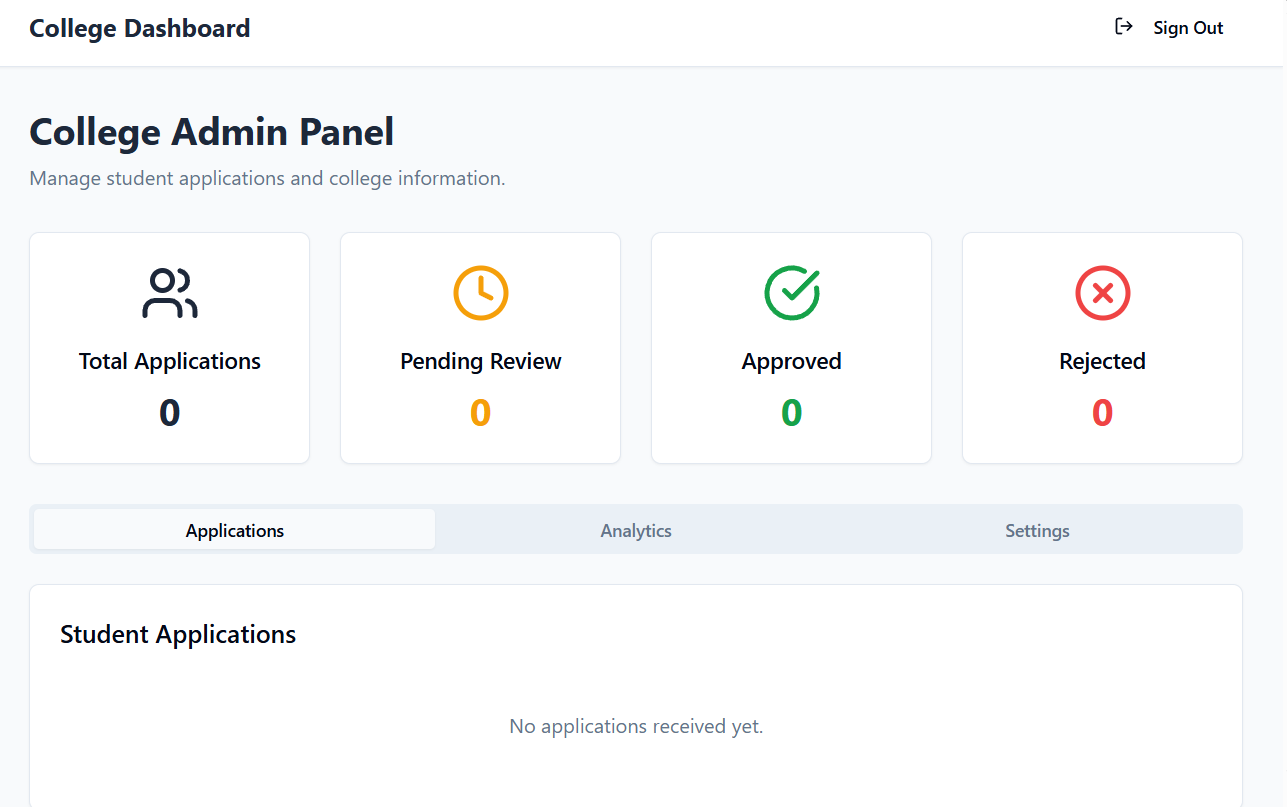 College Dashboard
Sign Out
College Admin Panel
Manage student applications and college information.
Total Applications
0
Pending Review
0
Approved
0
Rejected
0
Applications
Analytics
Settings
Student Applications
No applications received yet.